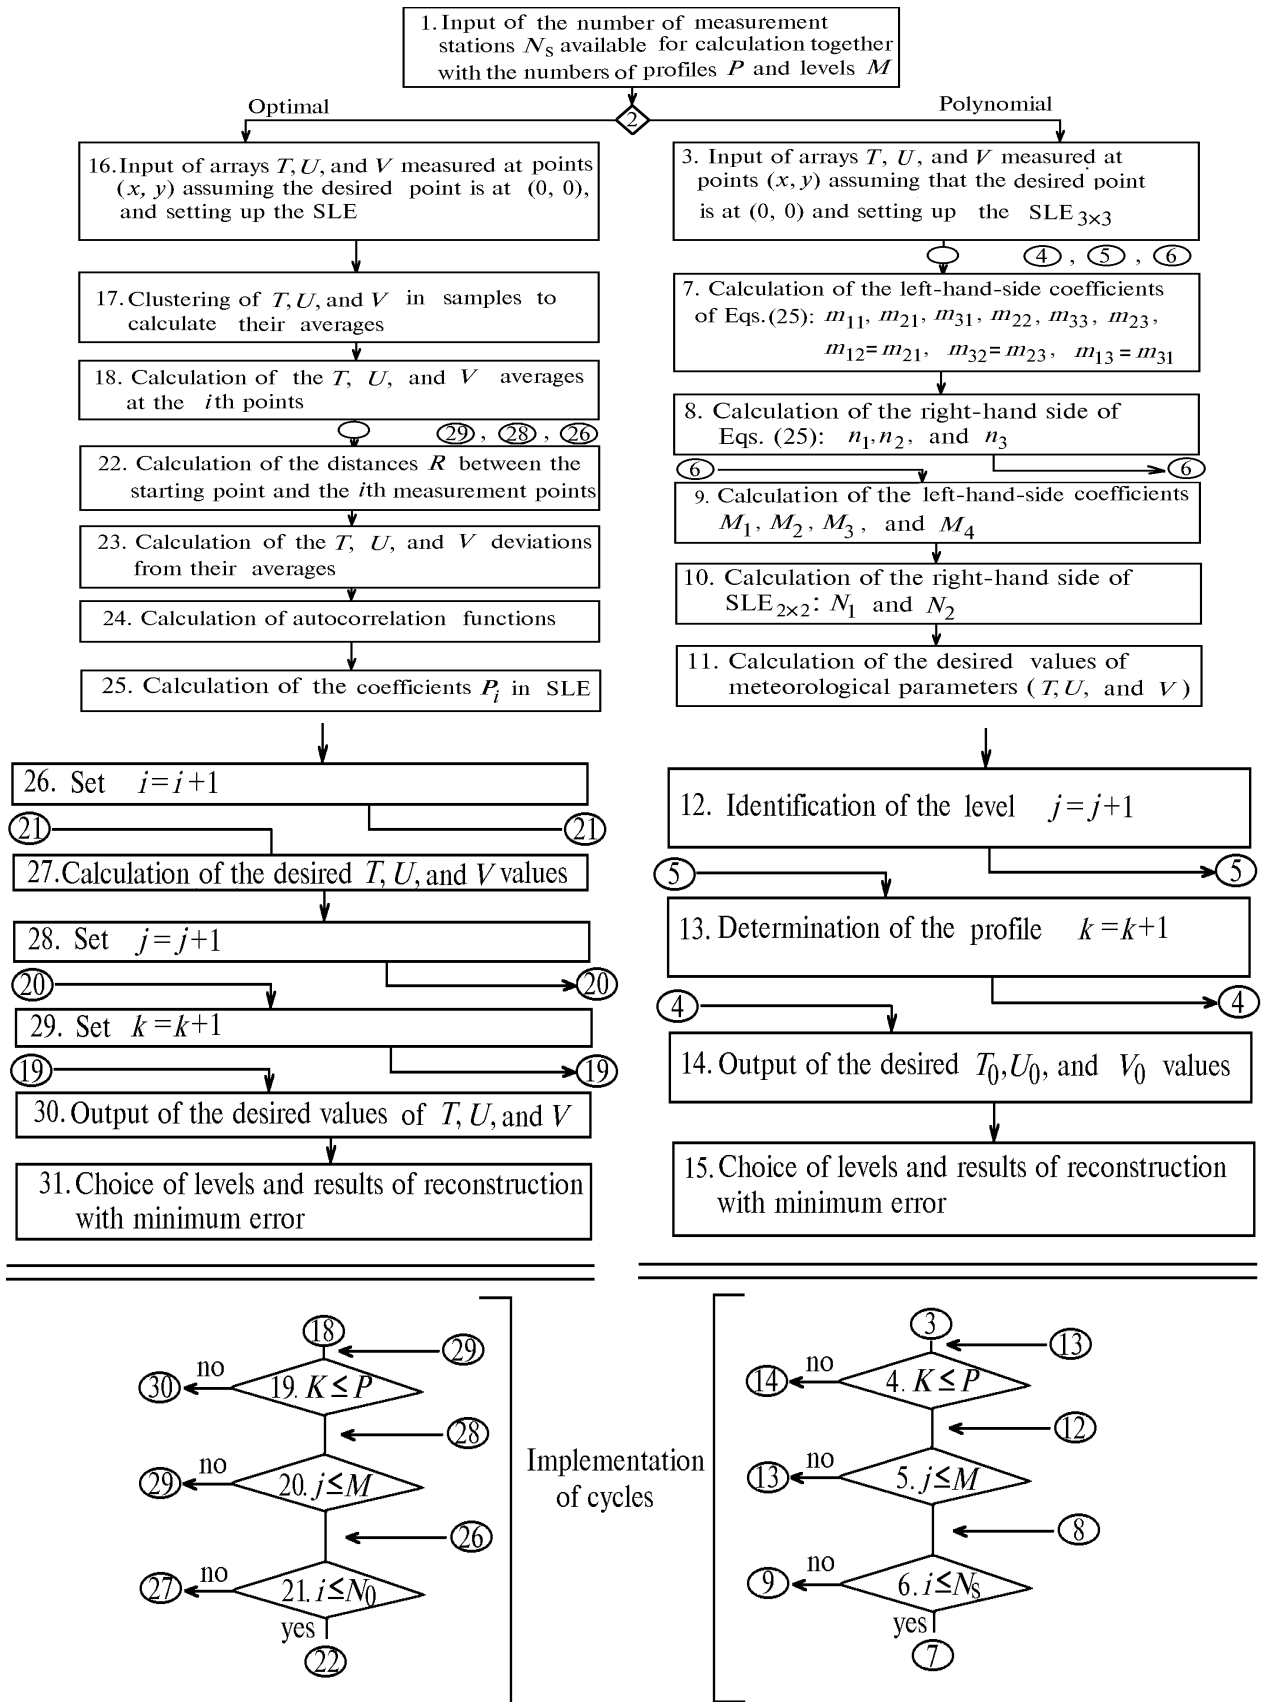 1. Input of the number of measurement
stations Nₛ available for calculation together
with the numbers of profiles P and levels M
Optimal
2
Polynomial
16. Input of arrays T, U, and V measured at points
(x, y) assuming the desired point is at (0, 0),
and setting up the SLE
17. Clustering of T, U, and V in samples to
calculate their averages
18. Calculation of the T, U, and V averages
at the ith points
29 , 28 , 26
22. Calculation of the distances R between the
starting point and the ith measurement points
23. Calculation of the T, U, and V deviations
from their averages
24. Calculation of autocorrelation functions
25. Calculation of the coefficients Pᵢ in SLE
26. Set i=i+1
21 21
27. Calculation of the desired T, U, and V values
28. Set j=j+1
20 20
29. Set k=k+1
19 19
30. Output of the desired values of T, U, and V
31. Choice of levels and results of reconstruction
with minimum error
3. Input of arrays T, U, and V measured at
points (x, y) assuming that the desired point
is at (0, 0) and setting up the SLE₃ₓ₃
4 , 5 , 6
7. Calculation of the left-hand-side coefficients
of Eqs. (25): m₁₁, m₂₁, m₃₁, m₂₂, m₃₃, m₂₃,
m₁₂=m₂₁, m₃₂=m₂₃, m₁₃=m₃₁
8. Calculation of the right-hand side of
Eqs. (25): n₁, n₂, and n₃
6 6
9. Calculation of the left-hand-side coefficients
M₁, M₂, M₃, and M₄
10. Calculation of the right-hand side of
SLE₂ₓ₂: N₁ and N₂
11. Calculation of the desired values of
meteorological parameters (T, U, and V)
12. Identification of the level j=j+1
5 5
13. Determination of the profile k=k+1
4 4
14. Output of the desired T₀, U₀, and V₀ values
15. Choice of levels and results of reconstruction
with minimum error
18
29
no
30
19. K≤P
28
no
29
20. j≤M
26
no
27
21. i≤N₀
yes
22
Implementation
of cycles
3
13
no
14
4. K≤P
12
no
13
5. j≤M
8
no
9
6. i≤Nₛ
yes
7